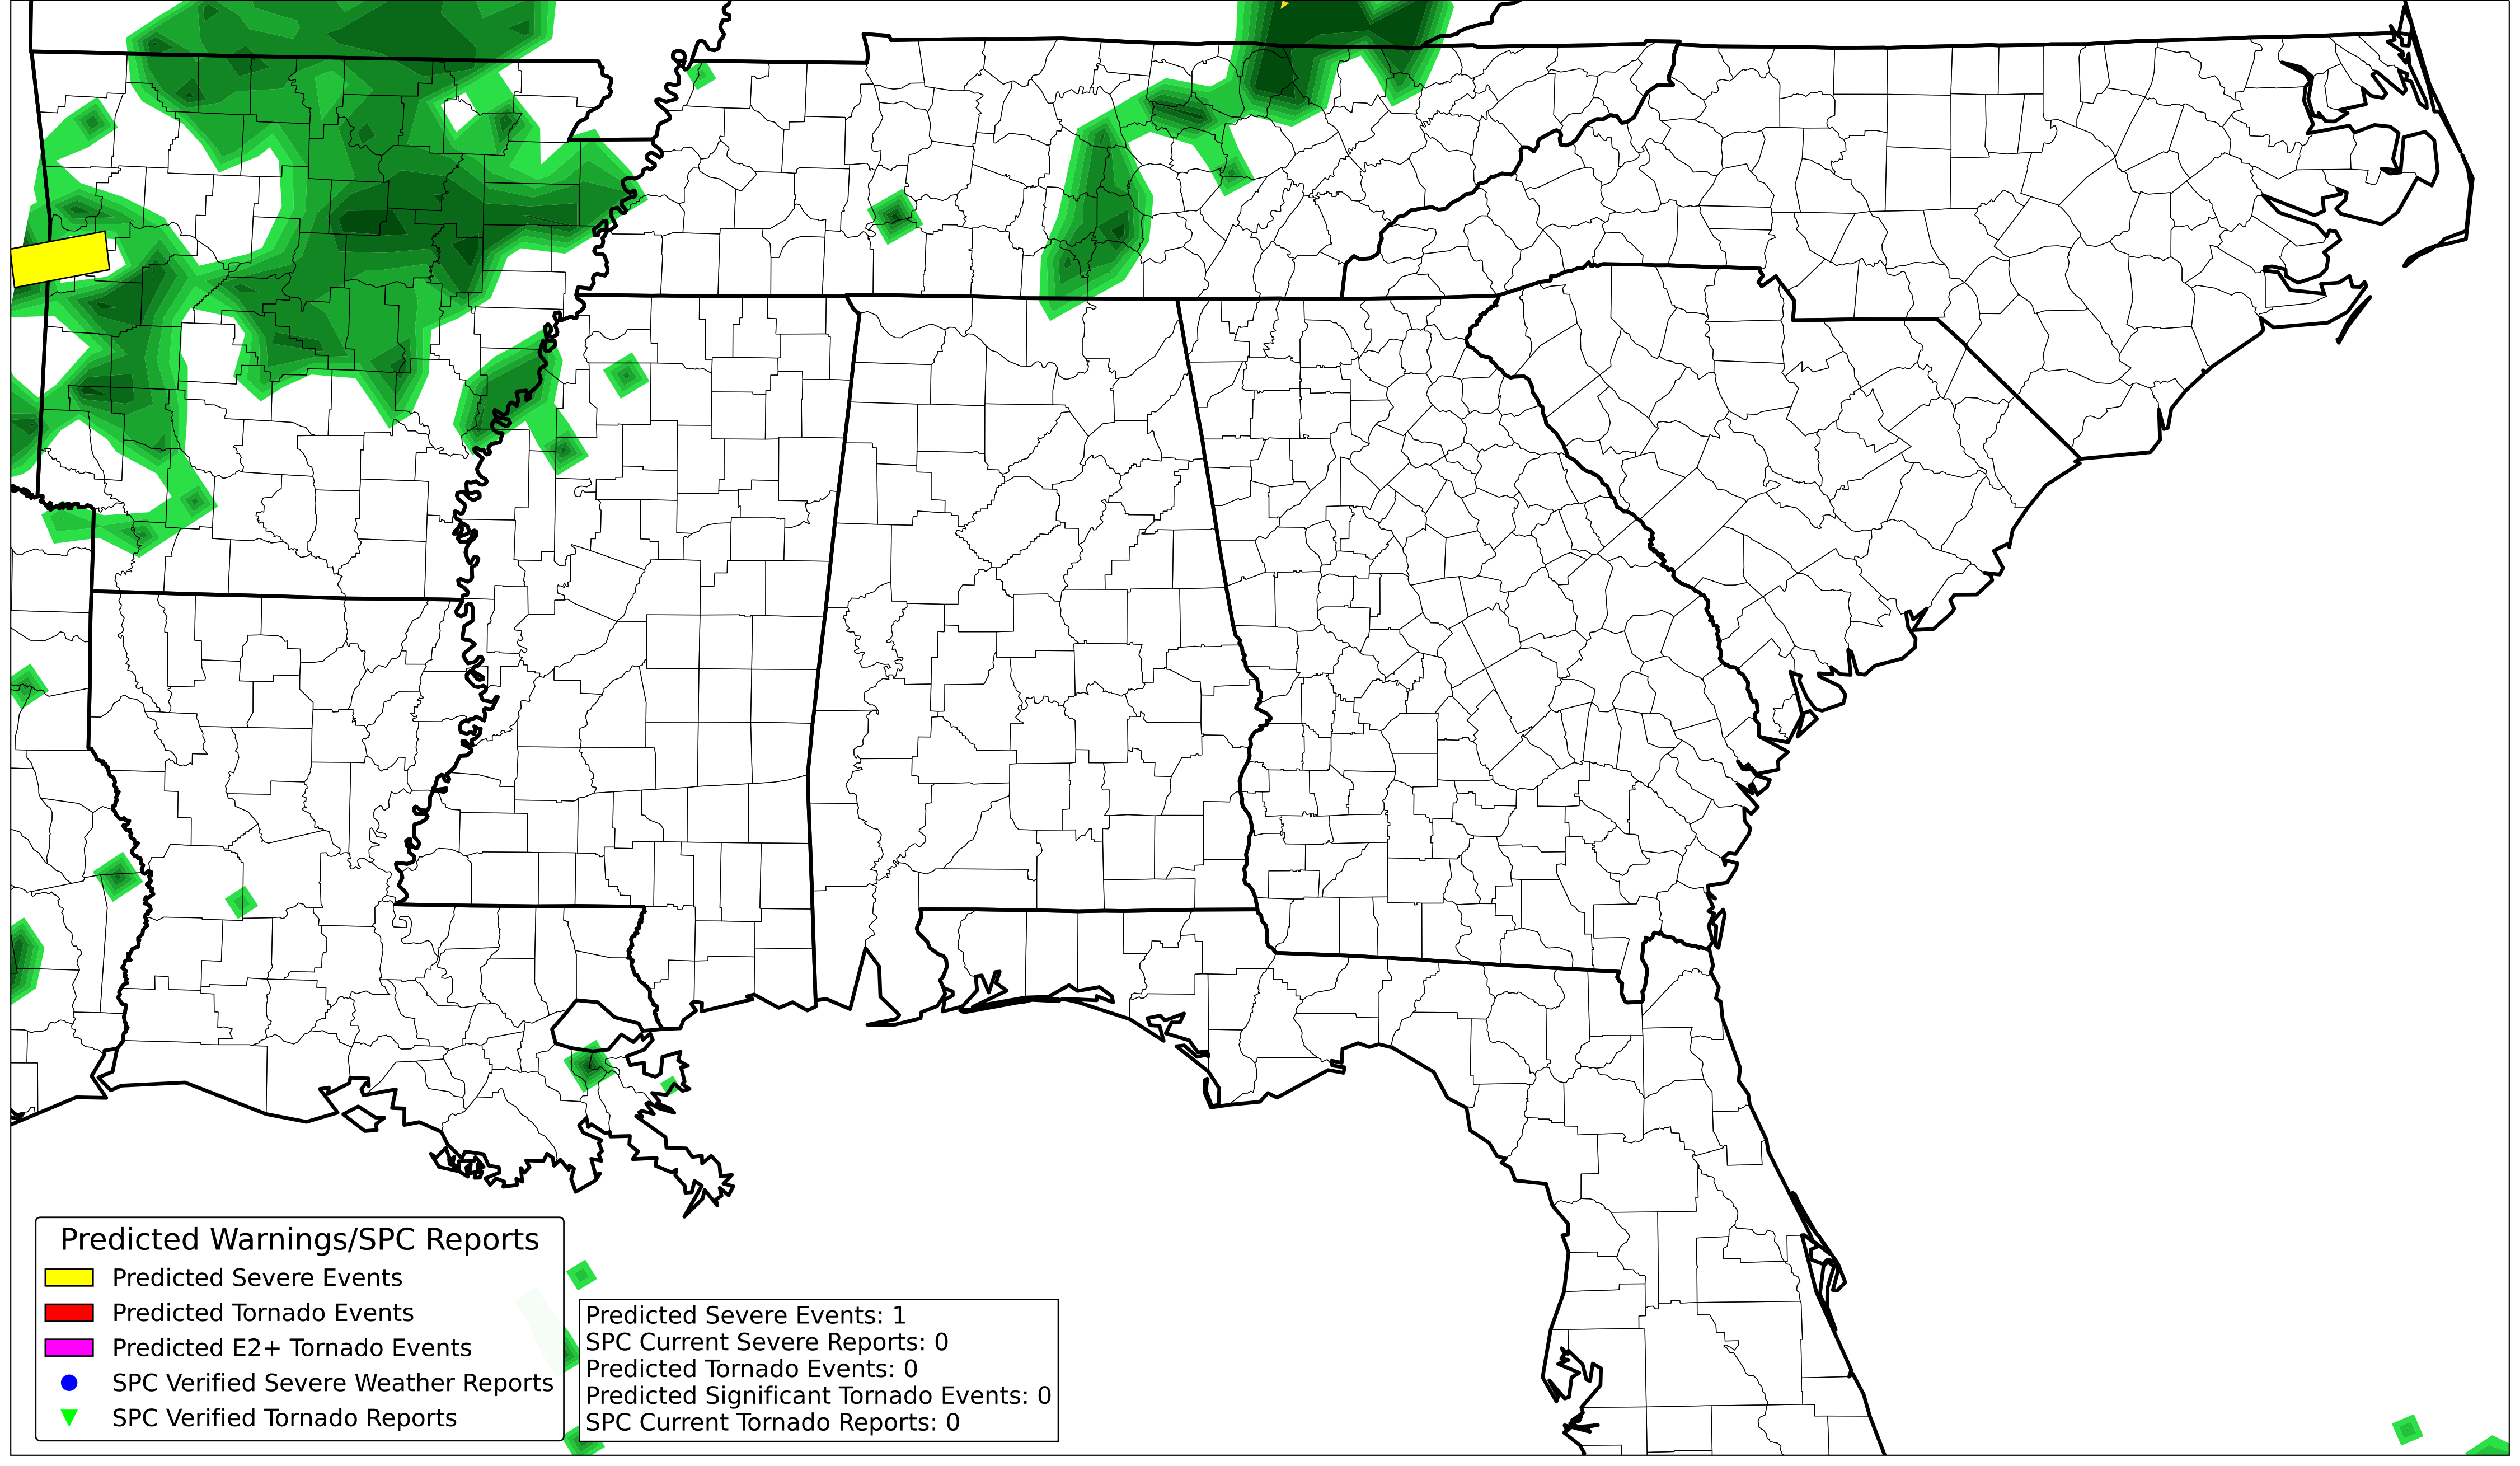 Predicted Warnings/SPC Reports
Predicted Severe Events
Predicted Tornado Events
Predicted E2+ Tornado Events
SPC Verified Severe Weather Reports
SPC Verified Tornado Reports
Predicted Severe Events: 1
SPC Current Severe Reports: 0
Predicted Tornado Events: 0
Predicted Significant Tornado Events: 0
SPC Current Tornado Reports: 0